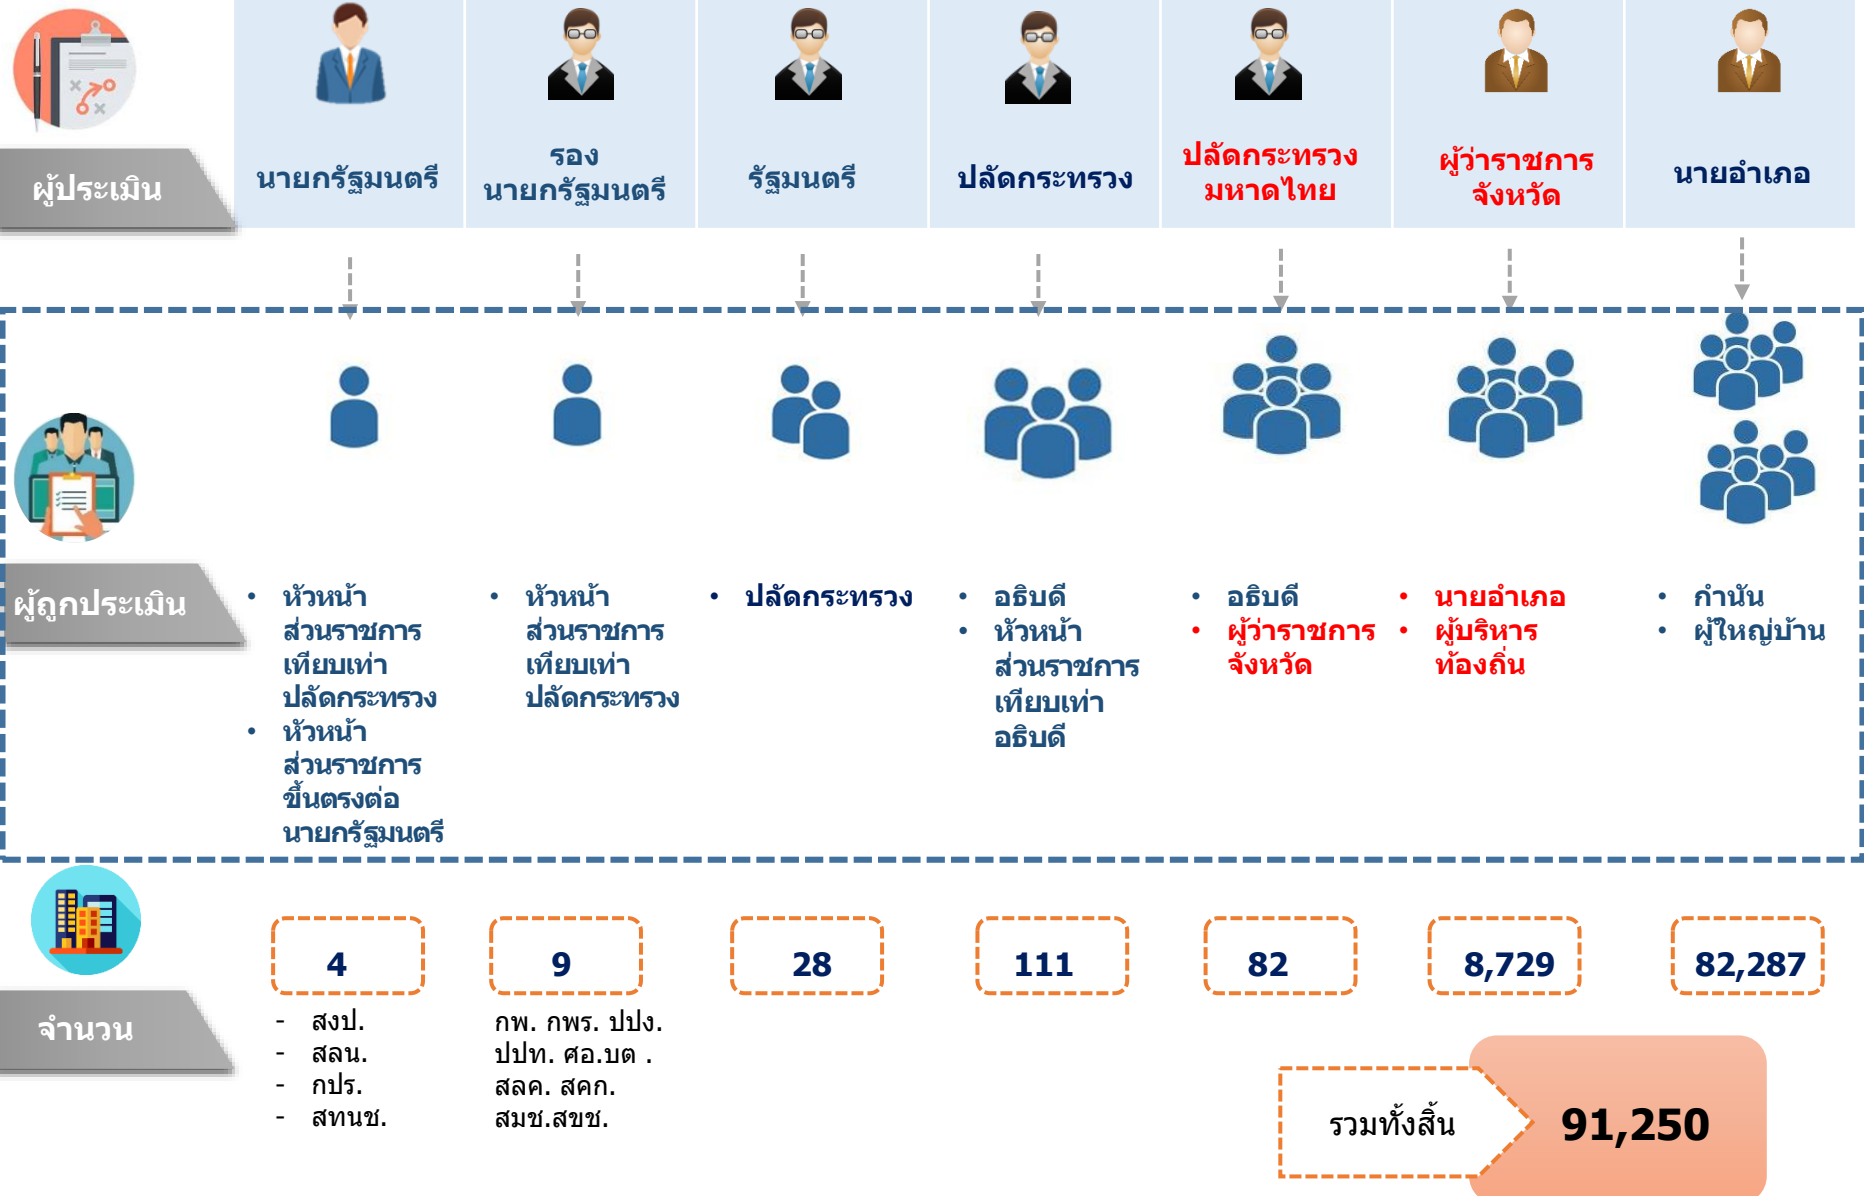 ผู้ประเมิน
นายกรัฐมนตรี
รอง
นายกรัฐมนตรี
รัฐมนตรี
ปลัดกระทรวง
ปลัดกระทรวง
มหาดไทย
ผู้ว่าราชการ
จังหวัด
นายอำเภอ
ผู้ถูกประเมิน
• หัวหน้า
ส่วนราชการ
เทียบเท่า
ปลัดกระทรวง
• หัวหน้า
ส่วนราชการ
ขึ้นตรงต่อ
นายกรัฐมนตรี
• หัวหน้า
ส่วนราชการ
เทียบเท่า
ปลัดกระทรวง
• ปลัดกระทรวง
• อธิบดี
• หัวหน้า
ส่วนราชการ
เทียบเท่า
อธิบดี
• อธิบดี
• ผู้ว่าราชการ
จังหวัด
• นายอำเภอ
• ผู้บริหาร
ท้องถิ่น
• กำนัน
• ผู้ใหญ่บ้าน
จำนวน
4
9
28
111
82
8,729
82,287
- สงป.
- สลน.
- กปร.
- สทนช.
กพ. กพร. ปปง.
ปปท. ศอ.บต .
สลค. สคก.
สมช.สขช.
รวมทั้งสิ้น
91,250